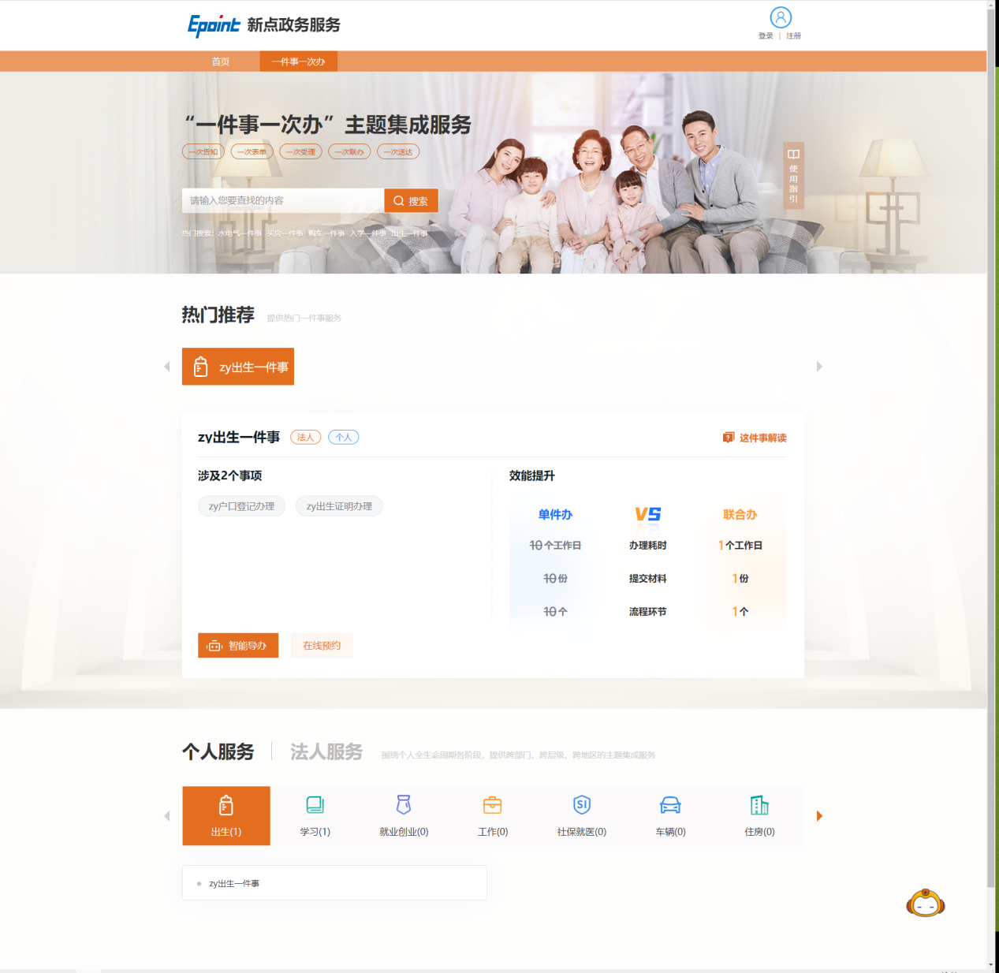 Epoint 新点政务服务
登录 | 注册
首页 一件事一次办
“一件事一次办”主题集成服务
一次告知 一次表单 一次受理 一次联办 一次送达
请输入您要查找的内容 搜索
热门搜索：水电气一件事 买房一件事 购车一件事 入学一件事 出生一件事
使用指引
热门推荐 提供热门一件事服务
zy出生一件事
zy出生一件事 法人 个人 这件事解读
涉及2个事项 效能提升
zy户口登记办理 zy出生证明办理
单件办 VS 联合办
10个工作日 办理耗时 1个工作日
10份 提交材料 1份
10个 流程环节 1个
智能导办 在线预约
个人服务 法人服务 围绕个人全生命周期各阶段，提供跨部门、跨层级、跨地区的主题集成服务
SI
出生(1) 学习(1) 就业创业(0) 工作(0) 社保就医(0) 车辆(0) 住房(0)
zy出生一件事